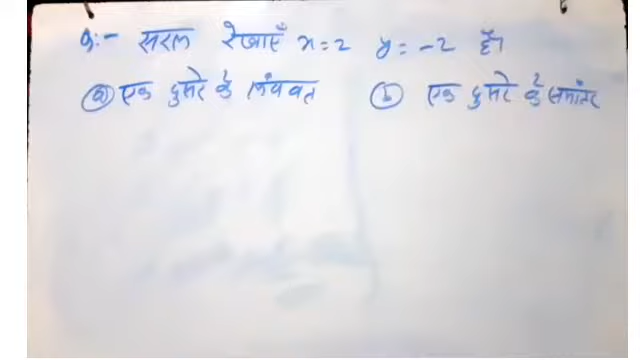 Q:- सरल रेखाएँ x=2 y=-2 हैं।
(a) एक दुसरे के लंबवत (b) एक दुसरे के समांतर